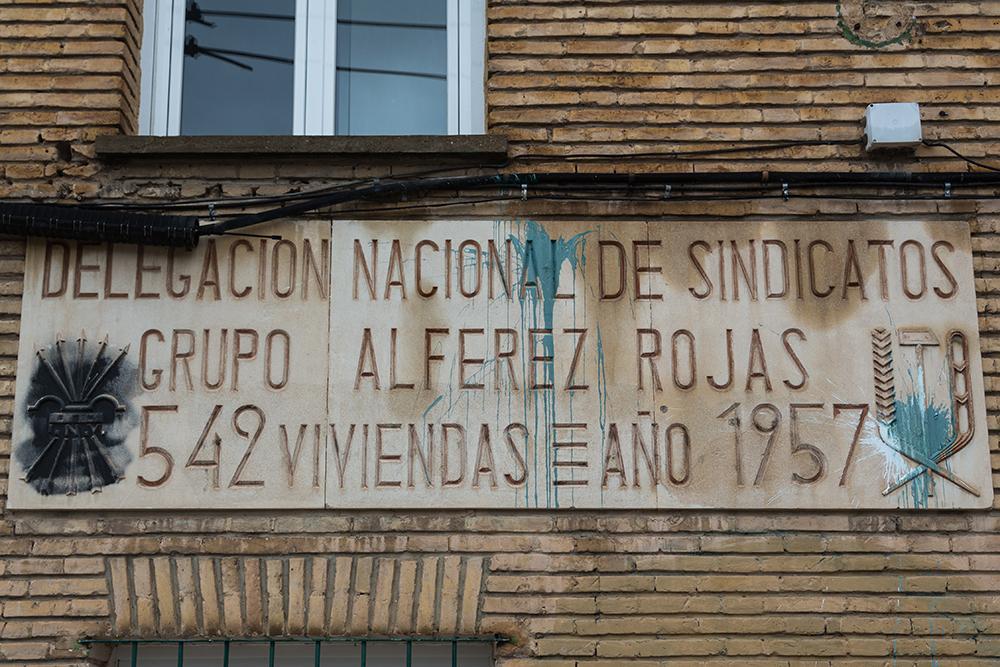 DELEGACION NACIONAL DE SINDICATOS
GRUPO ALFEREZ ROJAS
542 VIVIENDAS AÑO 1957